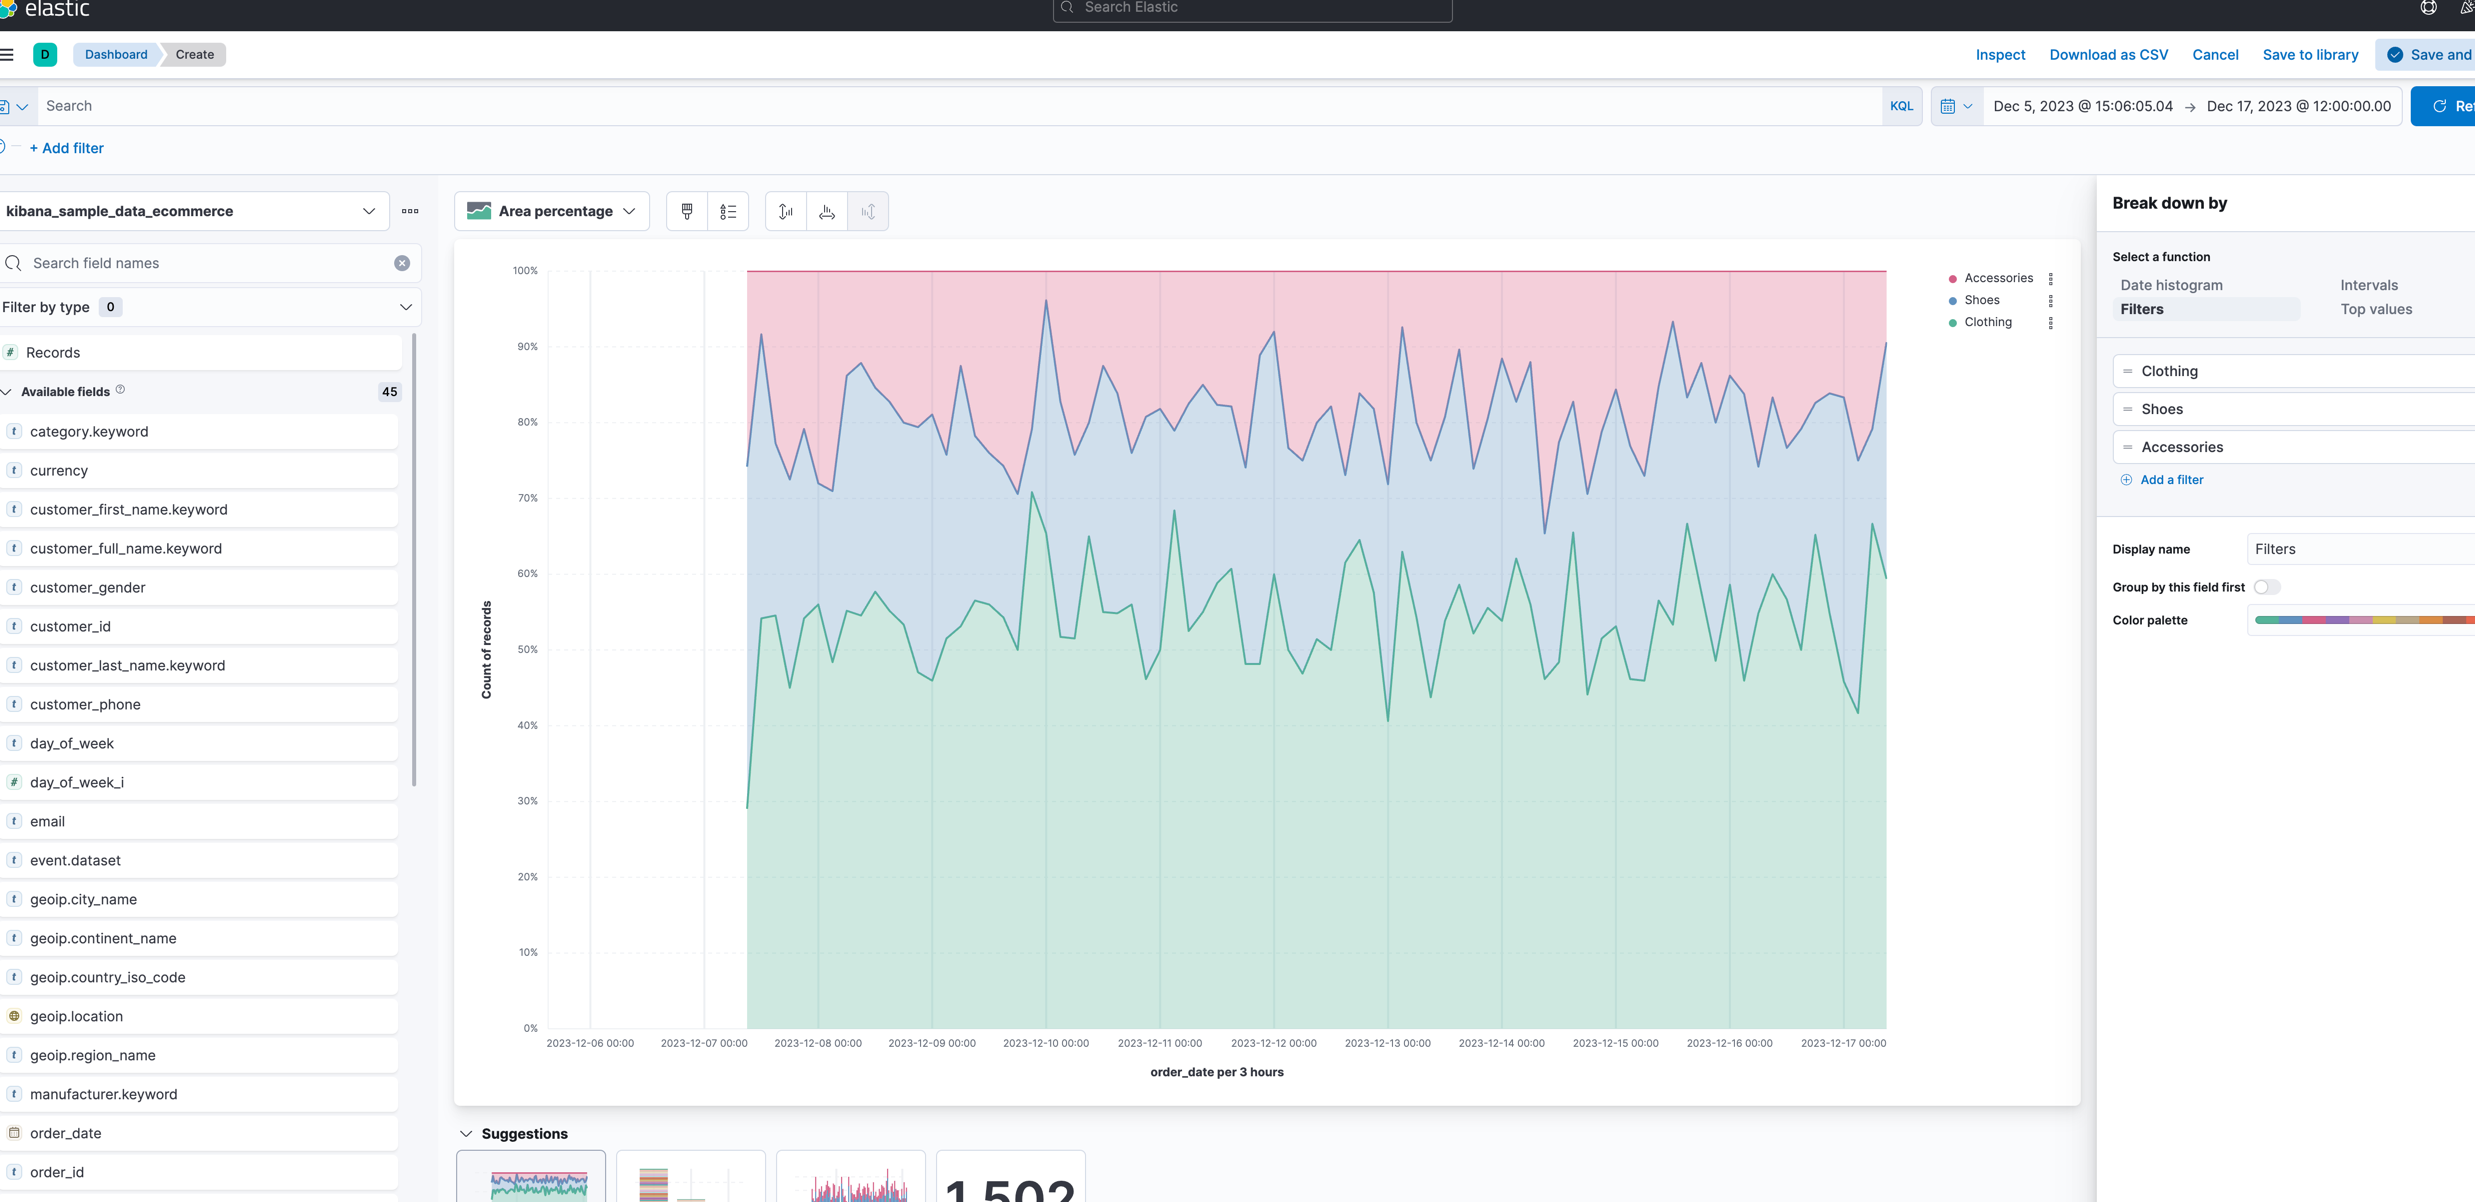 elastic
Search Elastic
D
Dashboard
Create
Inspect
Download as CSV
Cancel
Save to library
Save and
Search
KQL
Dec 5, 2023 @ 15:06:05.04 → Dec 17, 2023 @ 12:00:00.00
+ Add filter
kibana_sample_data_ecommerce
Search field names
Filter by type 0
# Records
Available fields 45
t category.keyword
t currency
t customer_first_name.keyword
t customer_full_name.keyword
t customer_gender
t customer_id
t customer_last_name.keyword
t customer_phone
t day_of_week
# day_of_week_i
t email
t event.dataset
t geoip.city_name
t geoip.continent_name
t geoip.country_iso_code
geoip.location
t geoip.region_name
t manufacturer.keyword
order_date
t order_id
Area percentage
100%
90%
80%
70%
60%
50%
40%
30%
20%
10%
0%
Count of records
2023-12-06 00:00
2023-12-07 00:00
2023-12-08 00:00
2023-12-09 00:00
2023-12-10 00:00
2023-12-11 00:00
2023-12-12 00:00
2023-12-13 00:00
2023-12-14 00:00
2023-12-15 00:00
2023-12-16 00:00
2023-12-17 00:00
order_date per 3 hours
Accessories
Shoes
Clothing
Suggestions
1,502
Break down by
Select a function
Date histogram
Intervals
Filters
Top values
Clothing
Shoes
Accessories
Add a filter
Display name
Filters
Group by this field first
Color palette